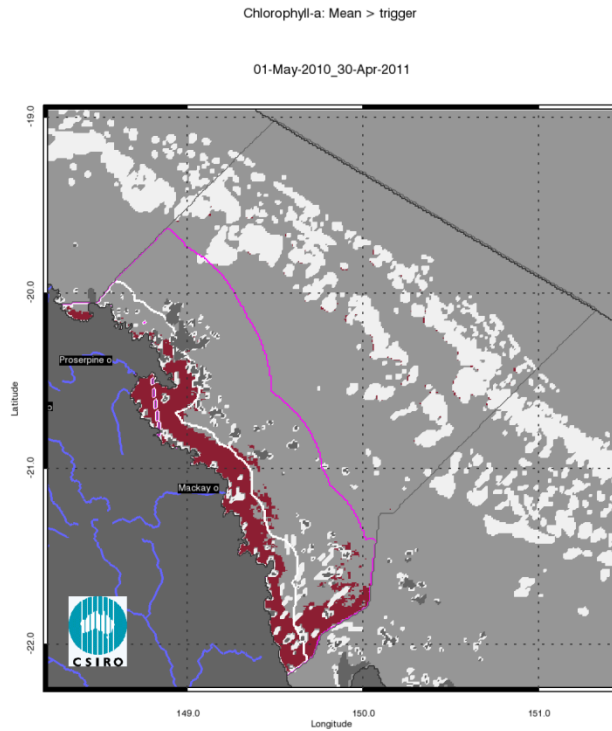 Chlorophyll-a: Mean > trigger
01-May-2010_30-Apr-2011
-19.0
-20.0
Proserpine o
Latitude
-21.0
Mackay o
-22.0
CSIRO
149.0 150.0 151.0
Longitude